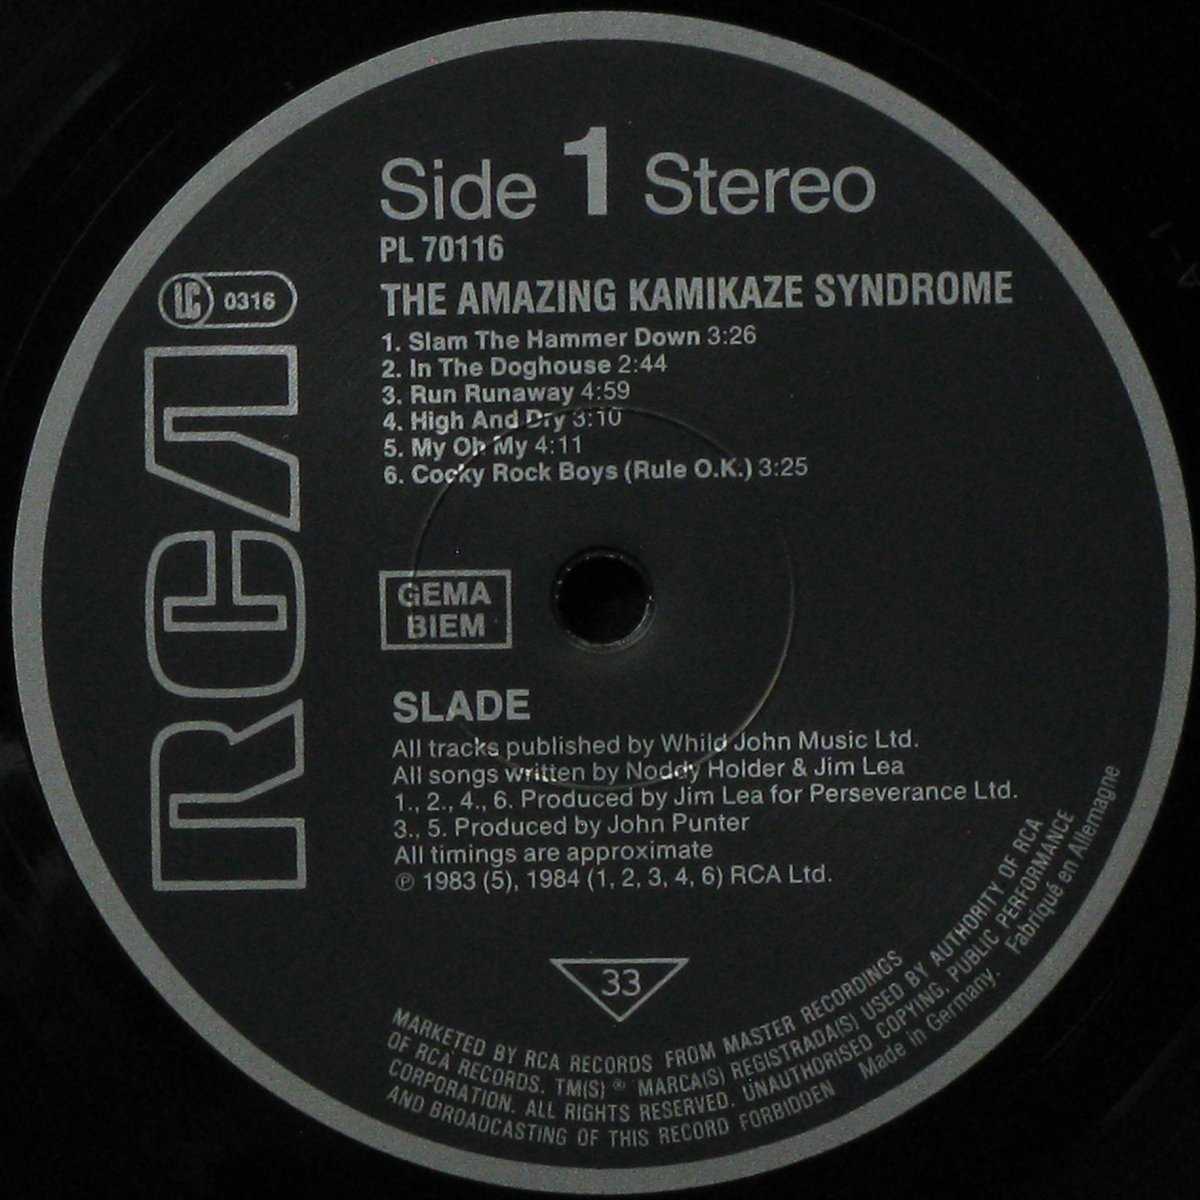 Side 1 Stereo
PL 70116
LC 0316
THE AMAZING KAMIKAZE SYNDROME
1. Slam The Hammer Down 3:26
2. In The Doghouse 2:44
3. Run Runaway 4:59
4. High And Dry 3:10
5. My Oh My 4:11
6. Cocky Rock Boys (Rule O.K.) 3:25
RCA
GEMA
BIEM
SLADE
All tracks published by Whild John Music Ltd.
All songs written by Noddy Holder & Jim Lea
1., 2., 4., 6. Produced by Jim Lea for Perseverance Ltd.
3., 5. Produced by John Punter
All timings are approximate
℗ 1983 (5), 1984 (1, 2, 3, 4, 6) RCA Ltd.
33
MARKETED BY RCA RECORDS FROM MASTER RECORDINGS
OF RCA RECORDS. TM(S) ® MARCA(S) REGISTRADA(S) USED BY AUTHORITY OF RCA
CORPORATION. ALL RIGHTS RESERVED. UNAUTHORISED COPYING, PUBLIC PERFORMANCE
AND BROADCASTING OF THIS RECORD FORBIDDEN Made in Germany. Fabriqué en Allemagne